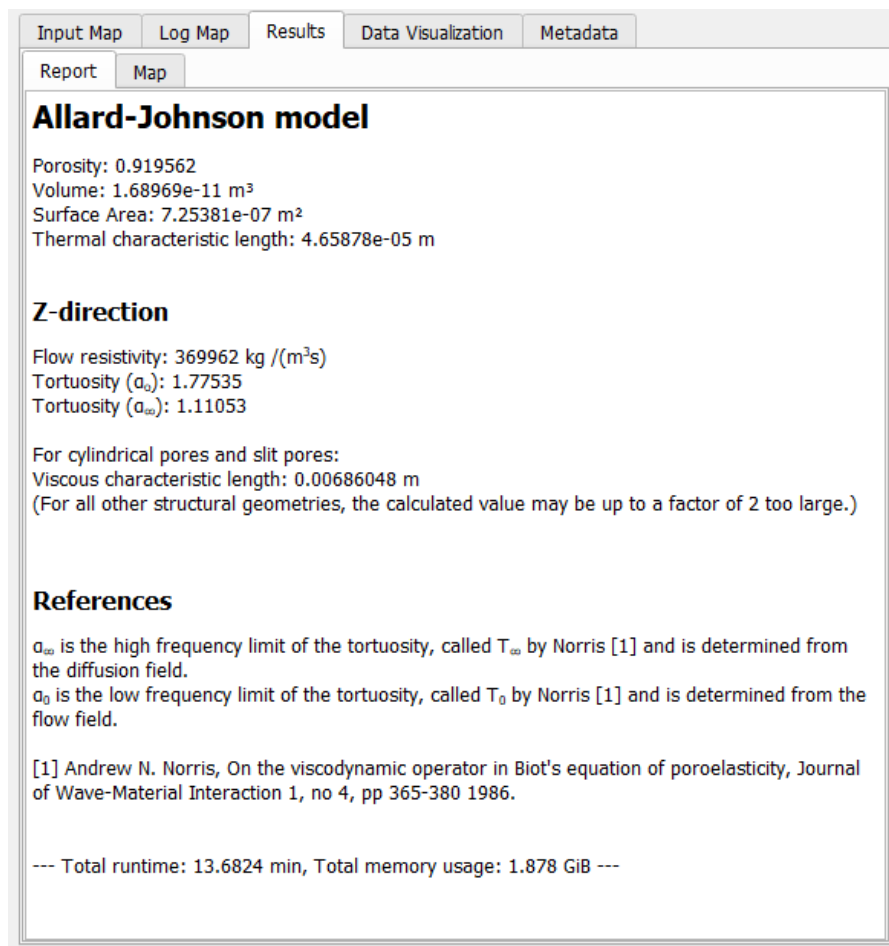 Input Map Log Map Results Data Visualization Metadata
Report Map
Allard-Johnson model
Porosity: 0.919562
Volume: 1.68969e-11 m³
Surface Area: 7.25381e-07 m²
Thermal characteristic length: 4.65878e-05 m
Z-direction
Flow resistivity: 369962 kg /(m³s)
Tortuosity (α₀): 1.77535
Tortuosity (α∞): 1.11053
For cylindrical pores and slit pores:
Viscous characteristic length: 0.00686048 m
(For all other structural geometries, the calculated value may be up to a factor of 2 too large.)
References
α∞ is the high frequency limit of the tortuosity, called T∞ by Norris [1] and is determined from
the diffusion field.
α₀ is the low frequency limit of the tortuosity, called T₀ by Norris [1] and is determined from the
flow field.
[1] Andrew N. Norris, On the viscodynamic operator in Biot's equation of poroelasticity, Journal
of Wave-Material Interaction 1, no 4, pp 365-380 1986.
--- Total runtime: 13.6824 min, Total memory usage: 1.878 GiB ---